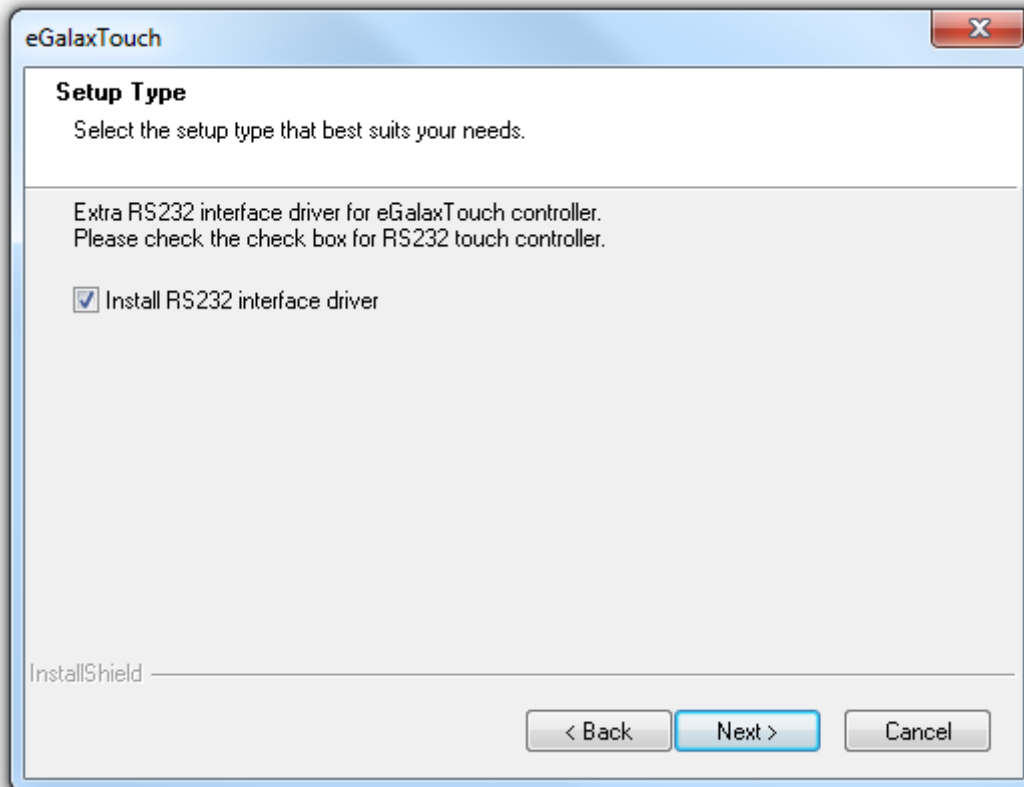 eGalaxTouch
Setup Type
Select the setup type that best suits your needs.
Extra RS232 interface driver for eGalaxTouch controller.
Please check the check box for RS232 touch controller.
Install RS232 interface driver
InstallShield
< Back
Next >
Cancel